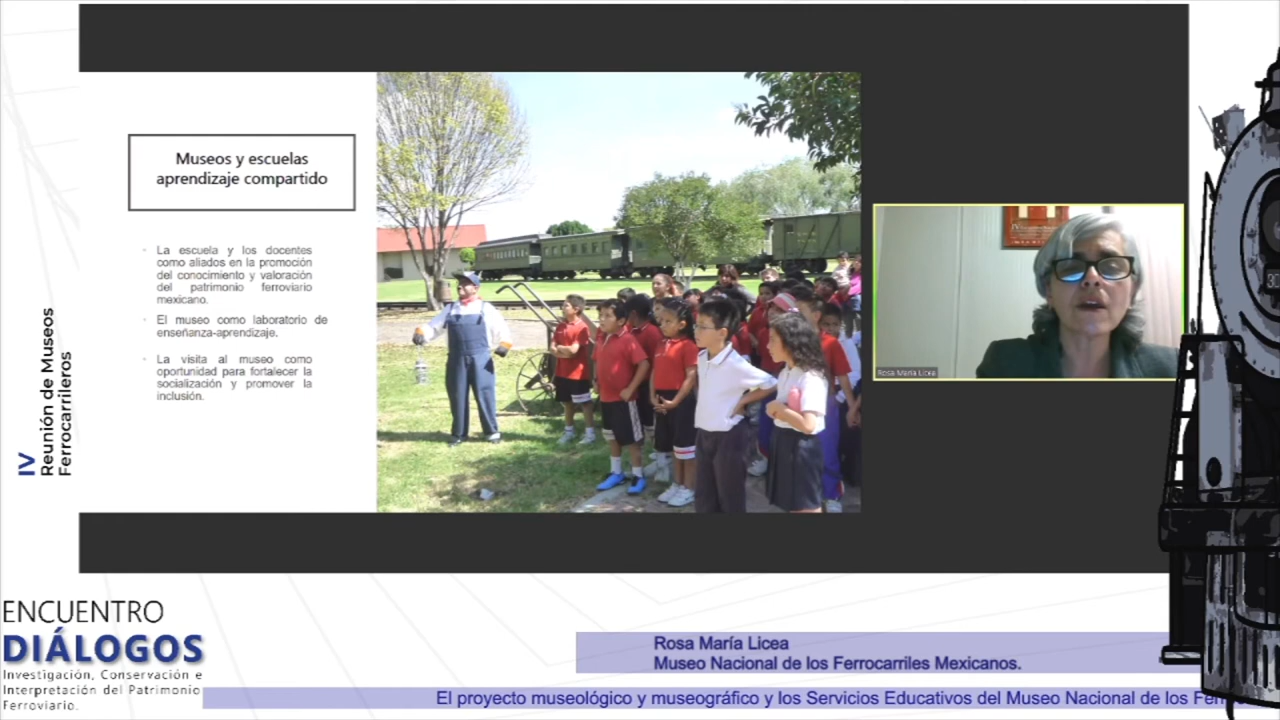 Museos y escuelas
aprendizaje compartido
La escuela y los docentes
como aliados en la promoción
del conocimiento y valoración
del patrimonio ferroviario
mexicano.
El museo como laboratorio de
enseñanza-aprendizaje.
La visita al museo como
oportunidad para fortalecer la
socialización y promover la
inclusión.
Rosa María Licea
IV
Reunión de Museos
Ferrocarrileros
ENCUENTRO
DIÁLOGOS
Investigación, Conservación e
Interpretación del Patrimonio
Ferroviario.
Rosa María Licea
Museo Nacional de los Ferrocarriles Mexicanos.
El proyecto museológico y museográfico y los Servicios Educativos del Museo Nacional de los